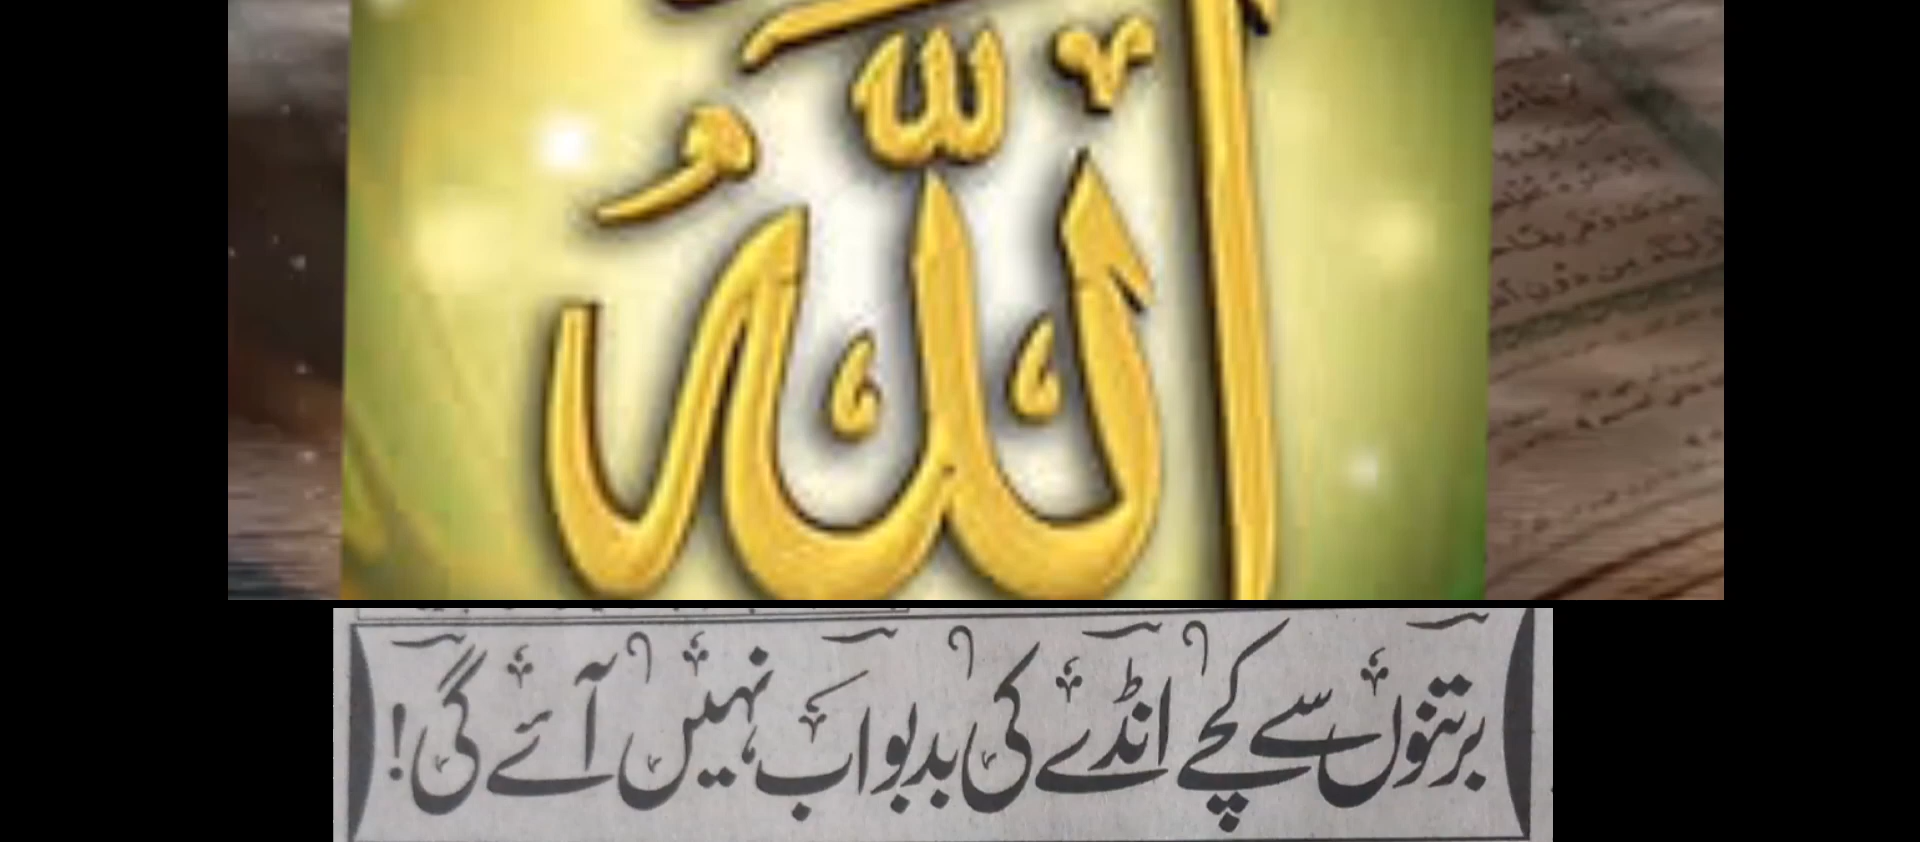 اللهُ
برتنوں سے کچے انڈے کی بدبو اب نہیں آئے گی!